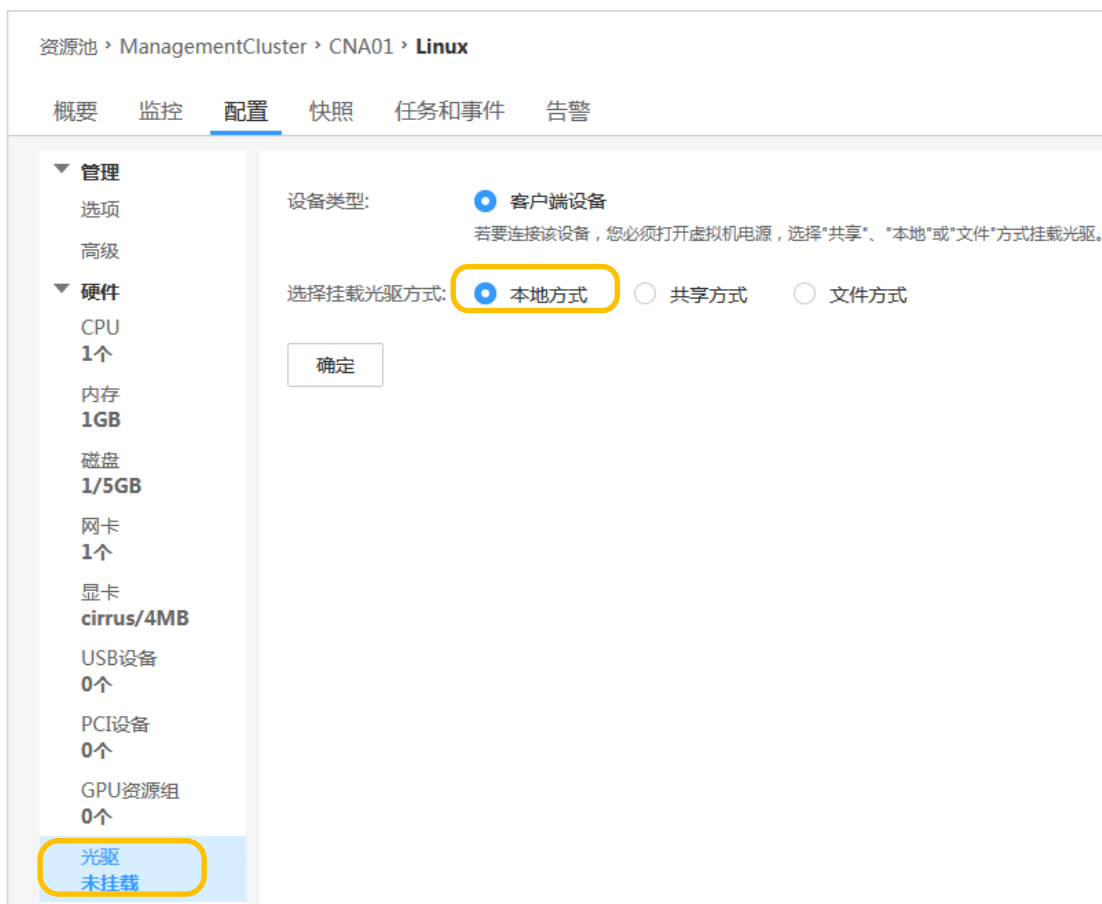 资源池 > ManagementCluster > CNA01 > Linux
概要 监控 配置 快照 任务和事件 告警
管理
选项
高级
硬件
CPU
1个
内存
1GB
磁盘
1/5GB
网卡
1个
显卡
cirrus/4MB
USB设备
0个
PCI设备
0个
GPU资源组
0个
光驱
未挂载
设备类型: 客户端设备
若要连接该设备，您必须打开虚拟机电源，选择"共享"、"本地"或"文件"方式挂载光驱。
选择挂载光驱方式: 本地方式 共享方式 文件方式
确定